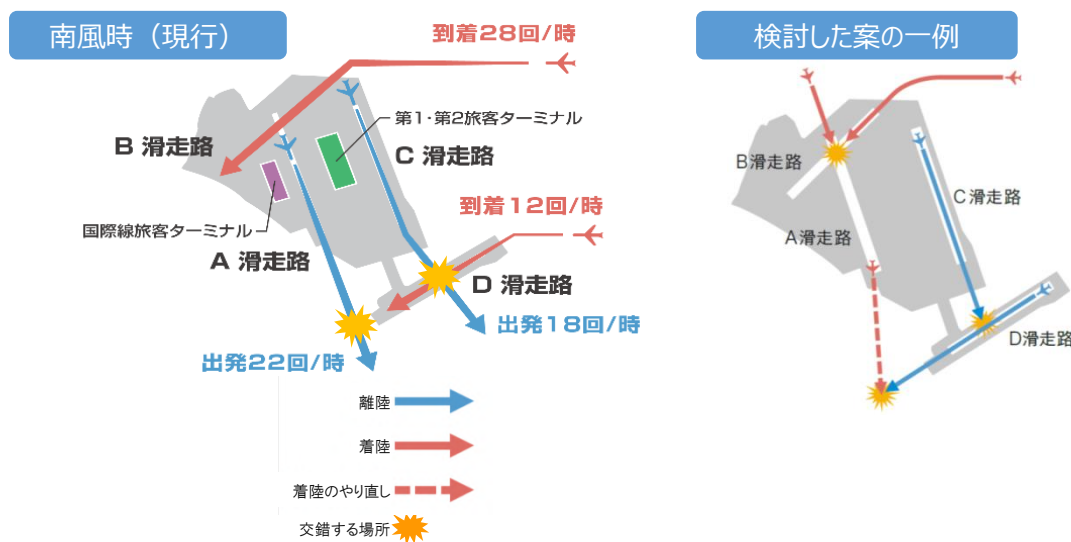 南風時（現行）
到着28回/時
第1･第2旅客ターミナル
B 滑走路
C 滑走路
到着12回/時
国際線旅客ターミナル
A 滑走路
D 滑走路
出発18回/時
出発22回/時
離陸
着陸
着陸のやり直し
交錯する場所
検討した案の一例
B滑走路
C滑走路
A滑走路
D滑走路